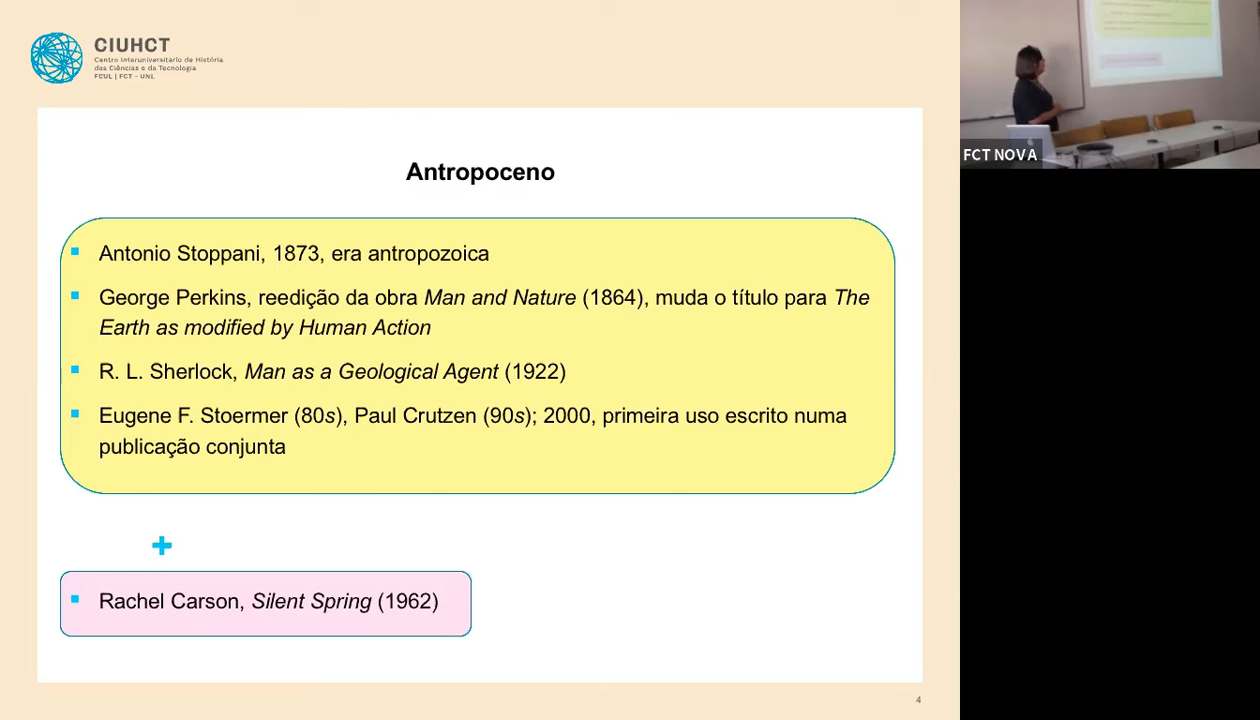 CIUHCT
Centro Interuniversitário de História
das Ciências e da Tecnologia
FCUL | FCT - UNL
Antropoceno
Antonio Stoppani, 1873, era antropozoica
George Perkins, reedição da obra Man and Nature (1864), muda o título para The
Earth as modified by Human Action
R. L. Sherlock, Man as a Geological Agent (1922)
Eugene F. Stoermer (80s), Paul Crutzen (90s); 2000, primeira uso escrito numa
publicação conjunta
+
Rachel Carson, Silent Spring (1962)
4
FCT NOVA